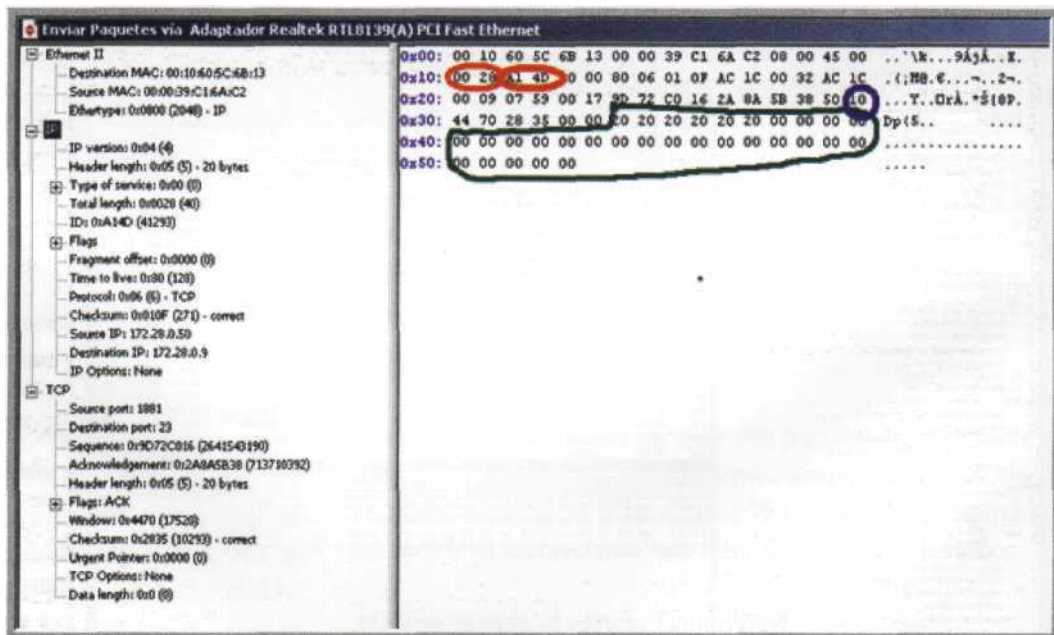 Enviar Paquetes via Adaptador Realtek RTL8139(A) PCI Fast Ethernet
Ethernet II
Destination MAC: 00:10:60:5C:6B:13
Source MAC: 00:00:39:C1:6A:C2
Ethertype: 0x0800 (2048) - IP
IP
IP version: 0x04 (4)
Header length: 0x05 (5) - 20 bytes
Type of service: 0x00 (0)
Total length: 0x0028 (40)
ID: 0xA14D (41293)
Flags
Fragment offset: 0x0000 (0)
Time to live: 0x80 (128)
Protocol: 0x06 (6) - TCP
Checksum: 0x010F (271) - correct
Source IP: 172.28.0.50
Destination IP: 172.28.0.9
IP Options: None
TCP
Source port: 1881
Destination port: 23
Sequence: 0x9D72C016 (2641543190)
Acknowledgement: 0x2A8A5B38 (713710392)
Header length: 0x05 (5) - 20 bytes
Flags: ACK
Window: 0x4470 (17520)
Checksum: 0x2835 (10293) - correct
Urgent Pointer: 0x0000 (0)
TCP Options: None
Data length: 0x0 (0)
0x00: 00 10 60 5C 6B 13 00 00 39 C1 6A C2 08 00 45 00 ..`\k...9ÁjÂ..E.
0x10: 00 28 A1 4D 00 00 80 06 01 0F AC 1C 00 32 AC 1C
0x20: 00 09 07 59 00 17 9D 72 C0 16 2A 8A 5B 38 50 10
0x30: 44 70 28 35 00 00 20 20 20 20 20 20 00 00 00 00 Dp(5..
0x40: 00 00 00 00 00 00 00 00 00 00 00 00 00 00 00 00 ................
0x50: 00 00 00 00 00 .....